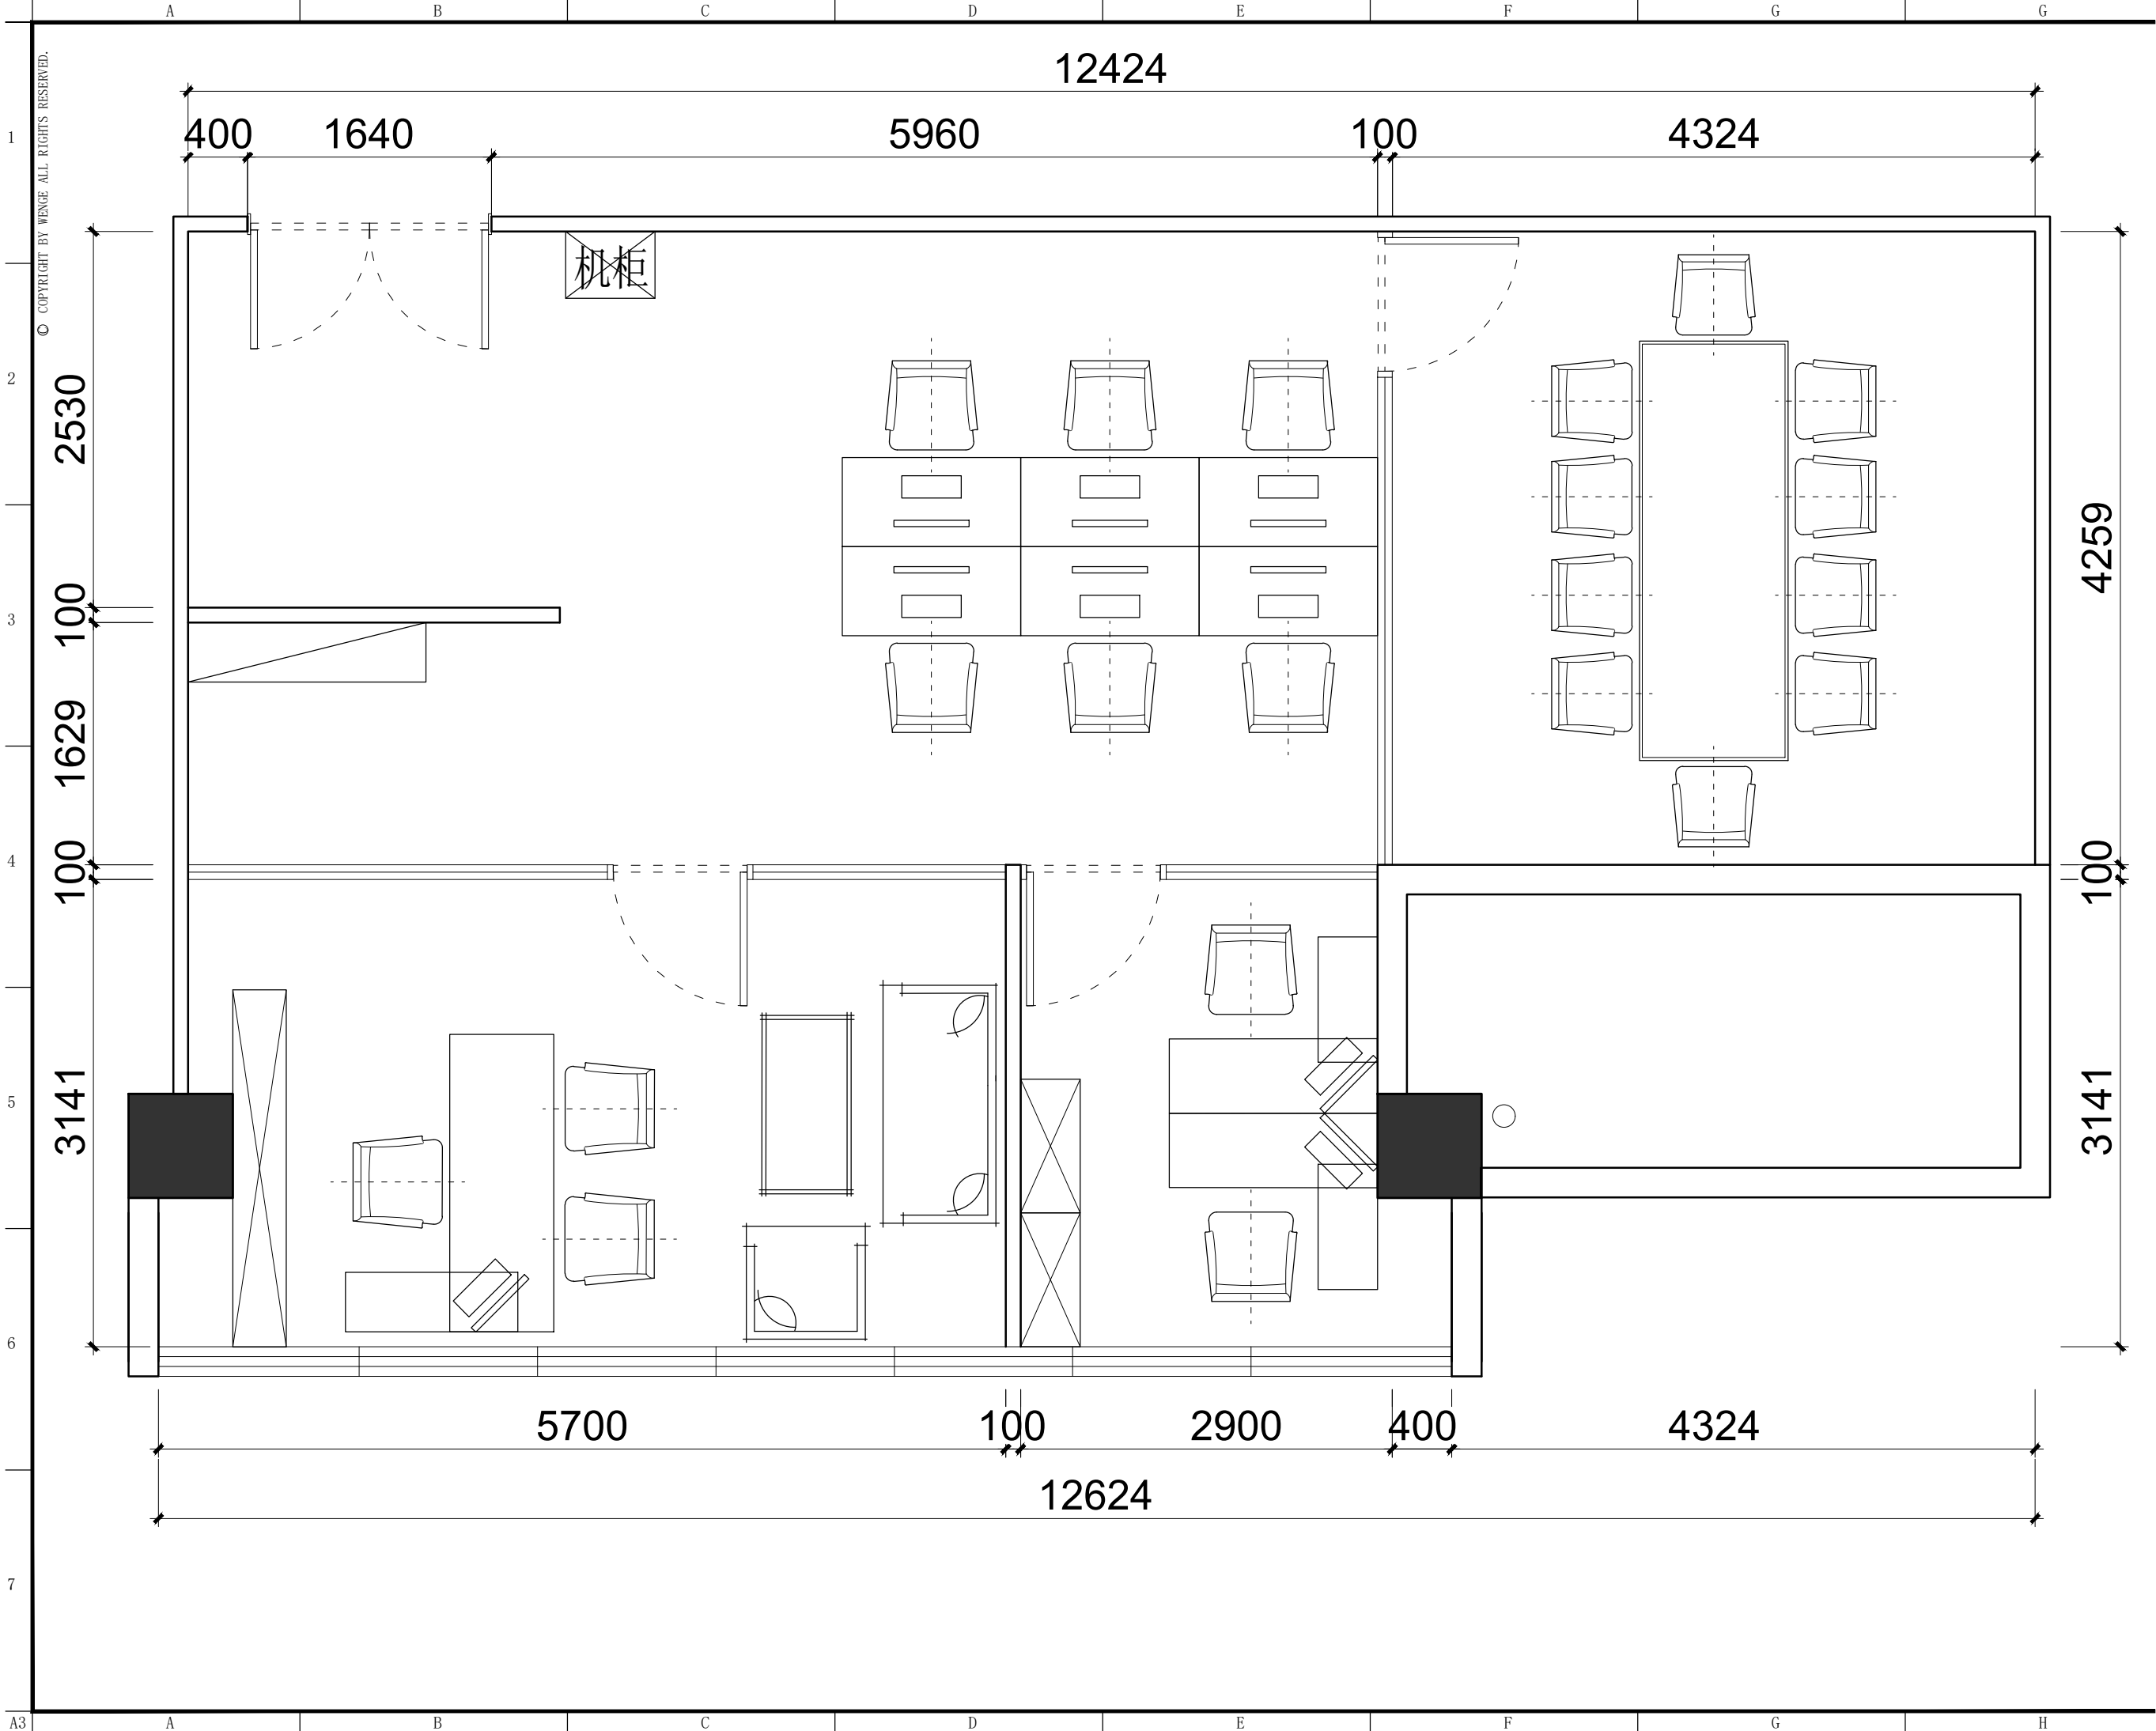 A B C D E F G G
© COPYRIGHT BY WENGE ALL RIGHTS RESERVED.
12424
400 1640 5960 100 4324
1
2
3
4
5
6
7
机柜
2530
100
1629
100
3141
4259
100
3141
5700 100 2900 400 4324
12624
A3 A B C D E F G H